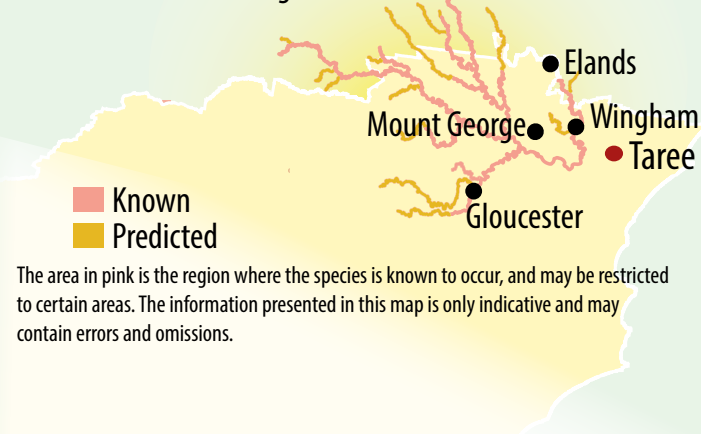 Elands
Mount George
Wingham
Taree
Gloucester
Known
Predicted
The area in pink is the region where the species is known to occur, and may be restricted
to certain areas. The information presented in this map is only indicative and may
contain errors and omissions.